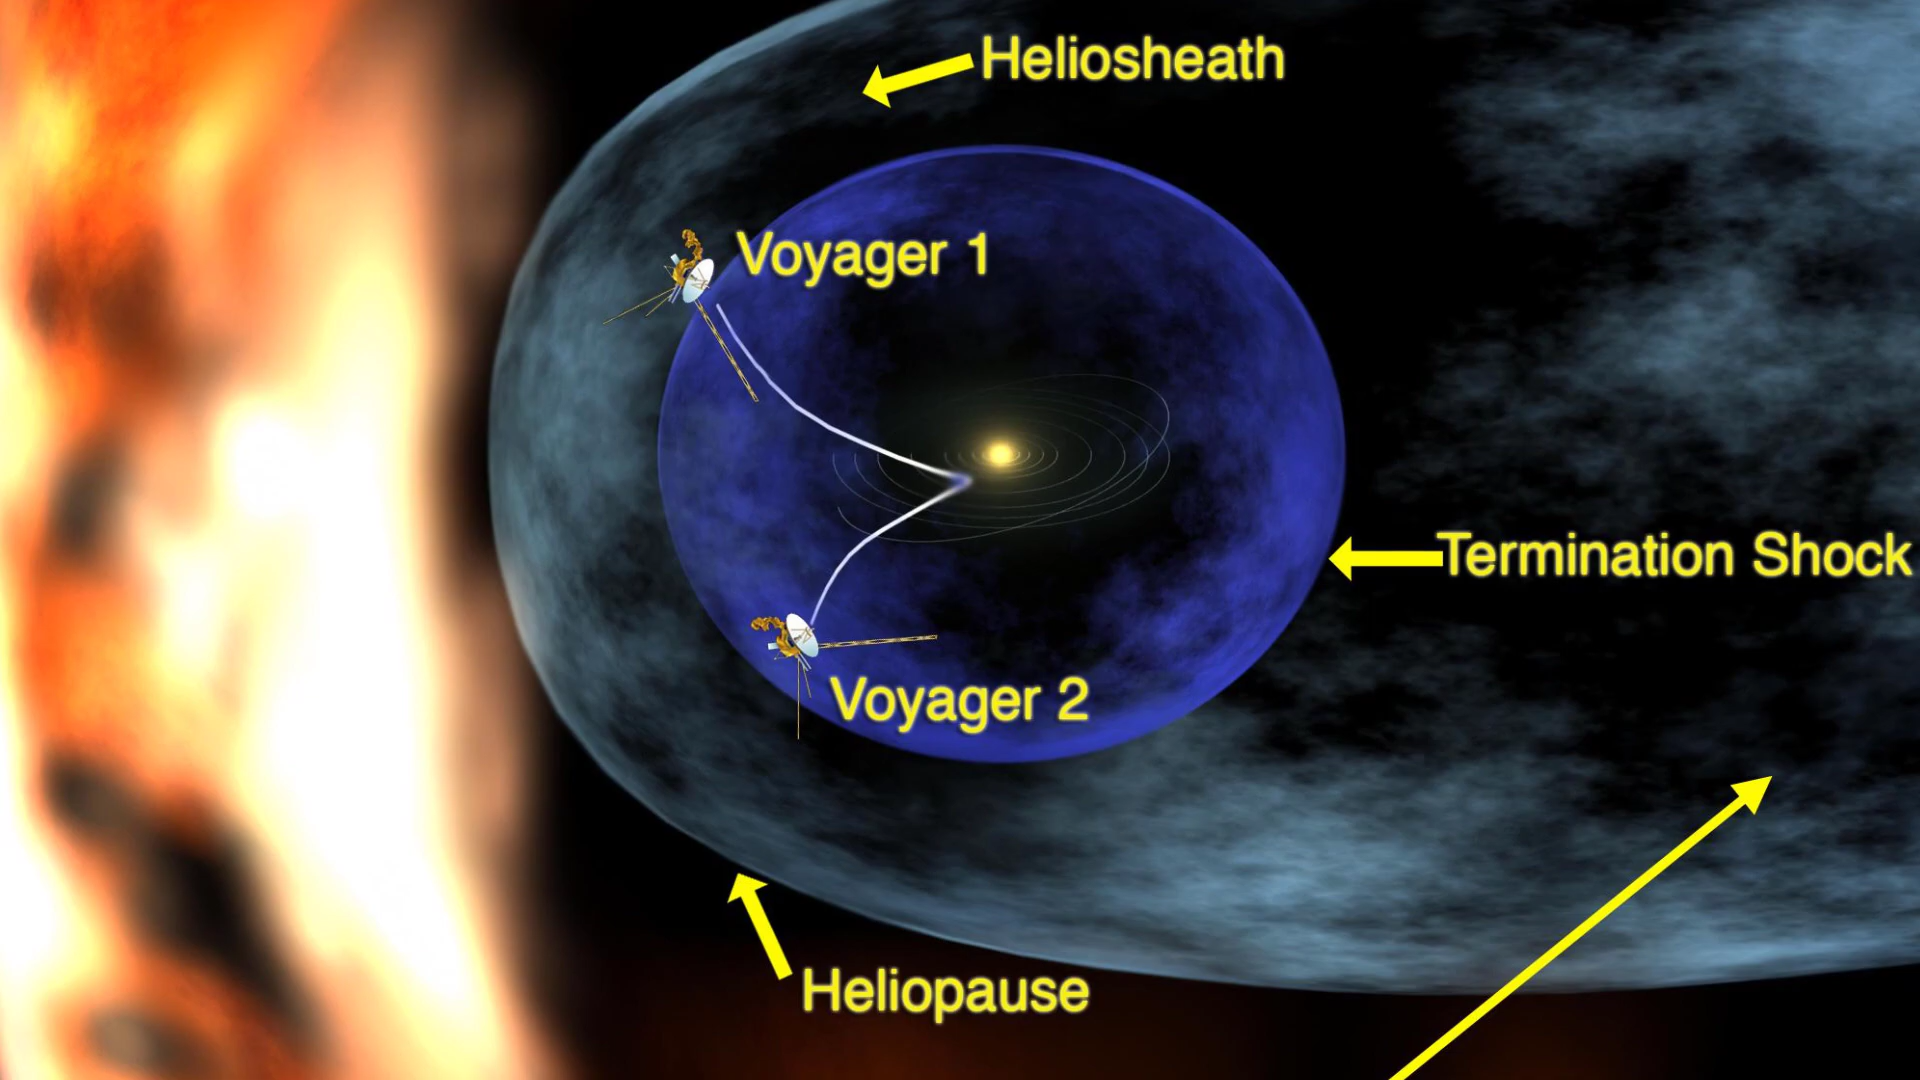 Heliosheath
Voyager 1
Termination Shock
Voyager 2
Heliopause